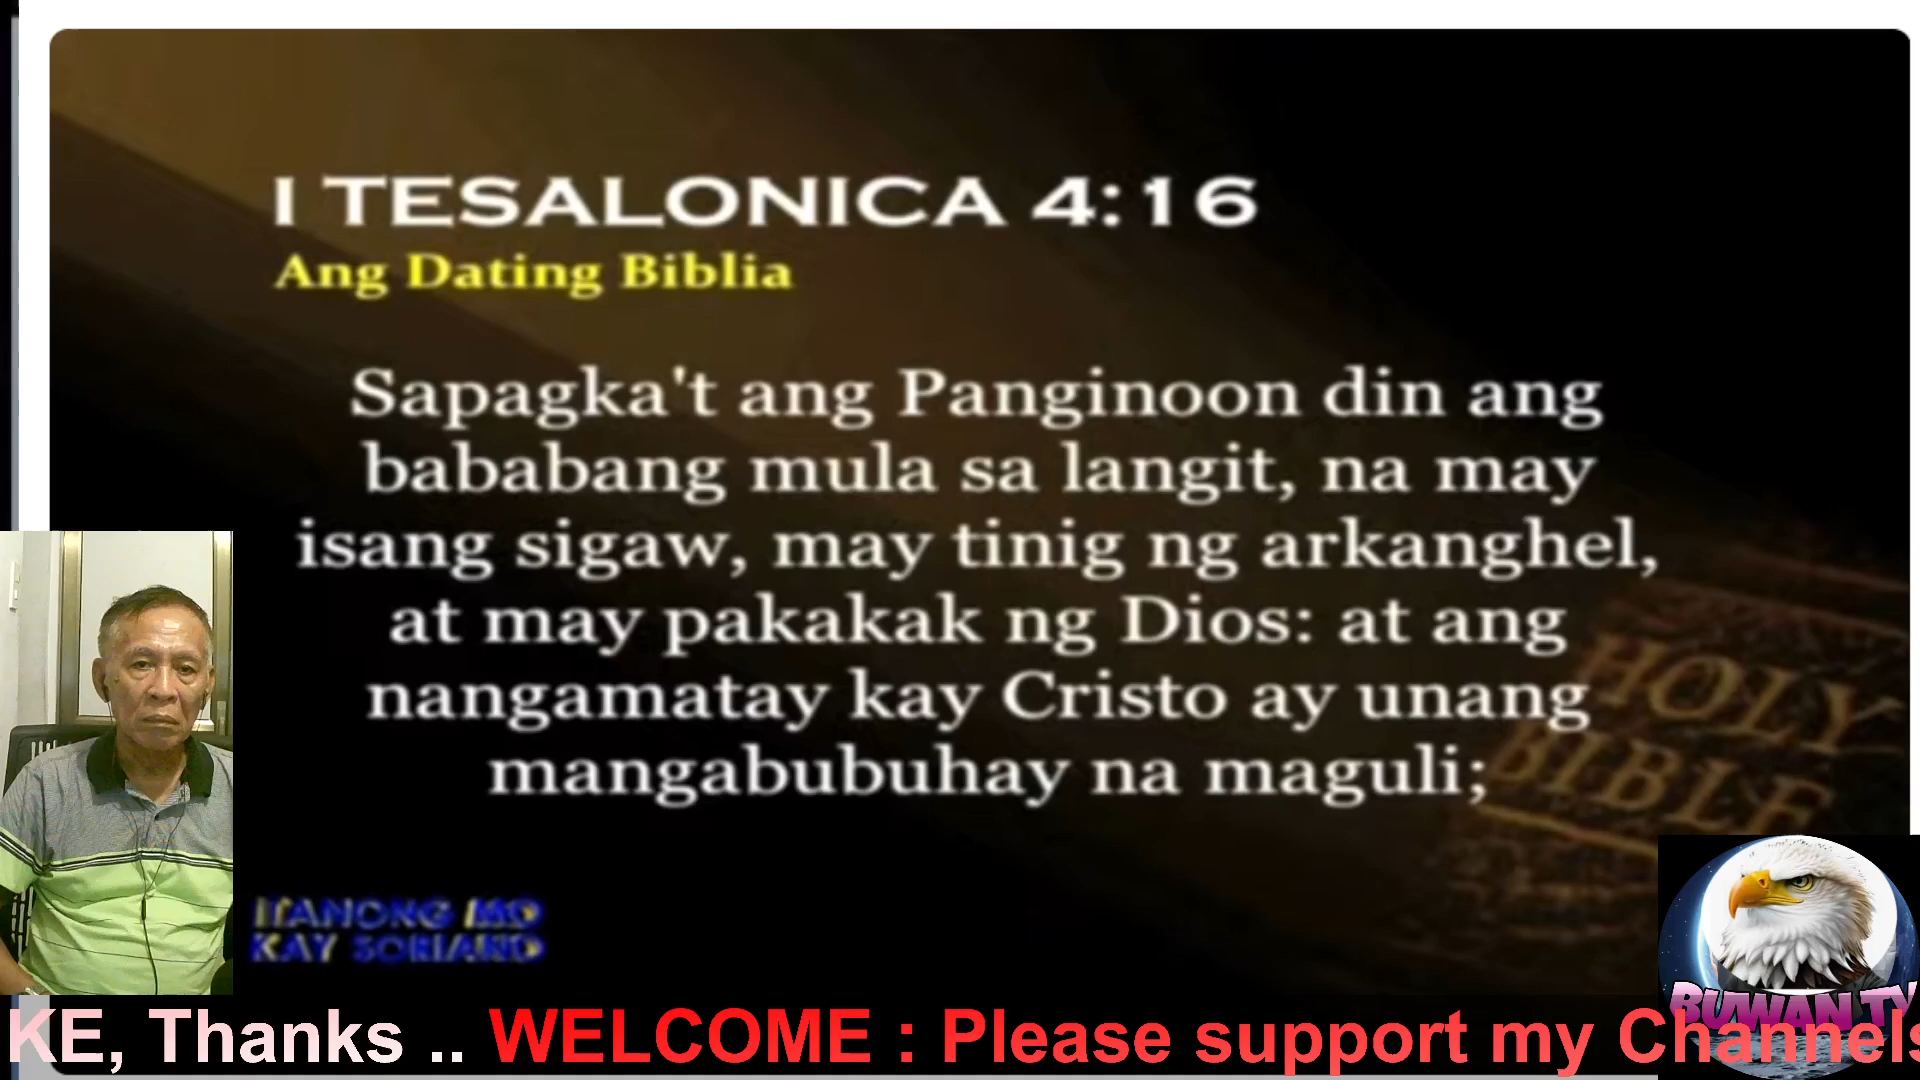 I TESALONICA 4:16
Ang Dating Biblia
Sapagka't ang Panginoon din ang
bababang mula sa langit, na may
isang sigaw, may tinig ng arkanghel,
at may pakakak ng Dios: at ang
nangamatay kay Cristo ay unang
mangabubuhay na maguli;
HOLY
BIBLE
ITANONG MO
KAY SORIANO
BUWAN TV
KE, Thanks .. WELCOME : Please support my Channels